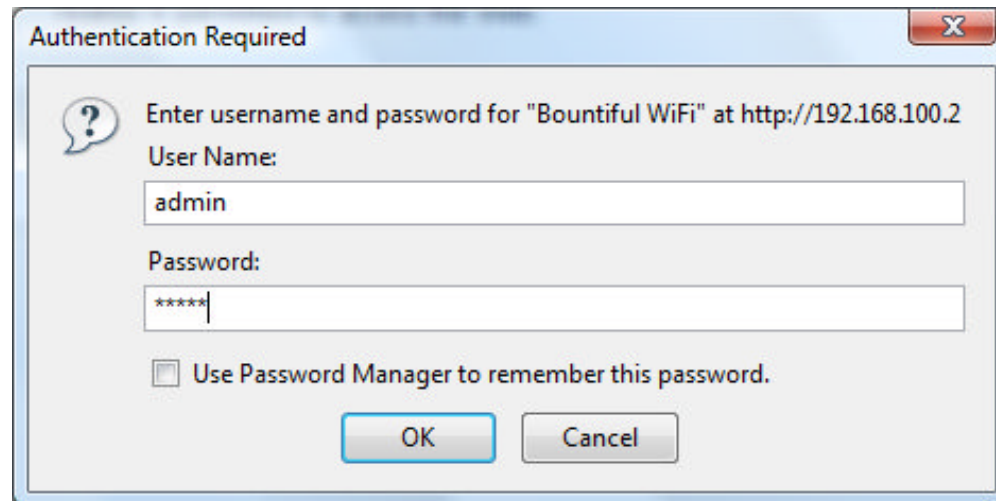 Authentication Required
Enter username and password for "Bountiful WiFi" at http://192.168.100.2
User Name:
admin
Password:
*****
Use Password Manager to remember this password.
OK
Cancel